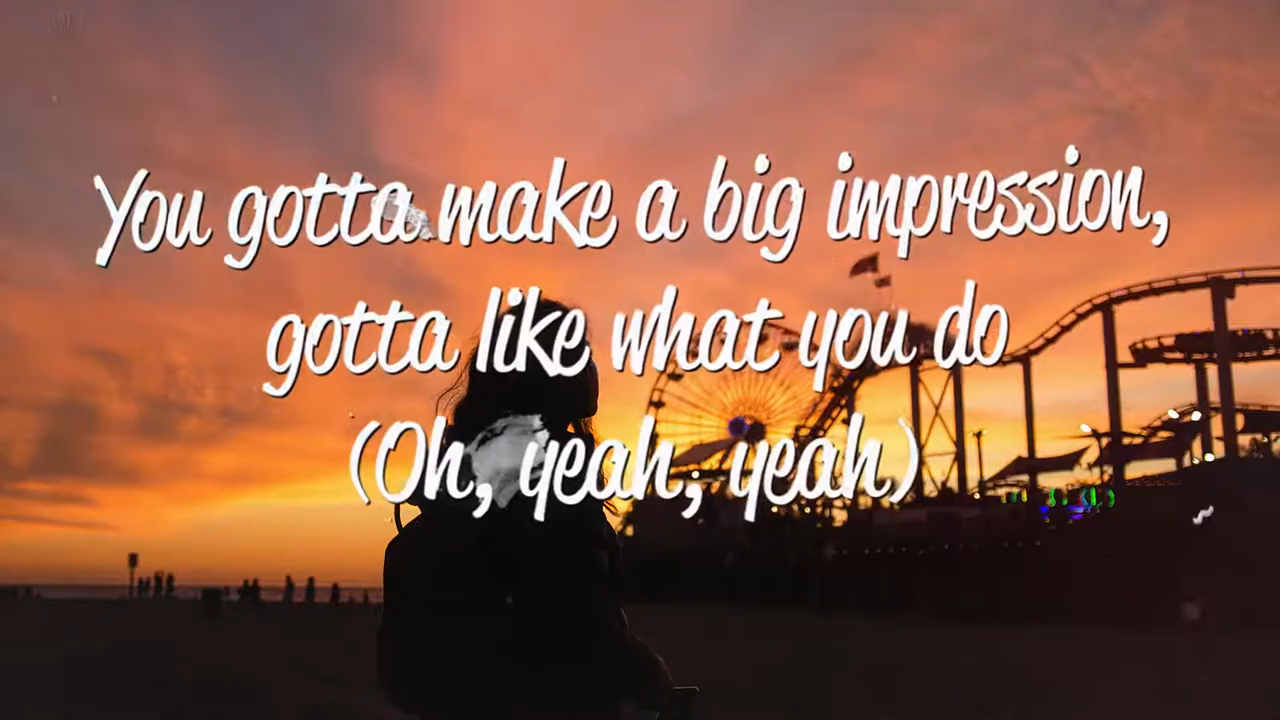 You gotta make a big impression,
gotta like what you do
(Oh, yeah, yeah)